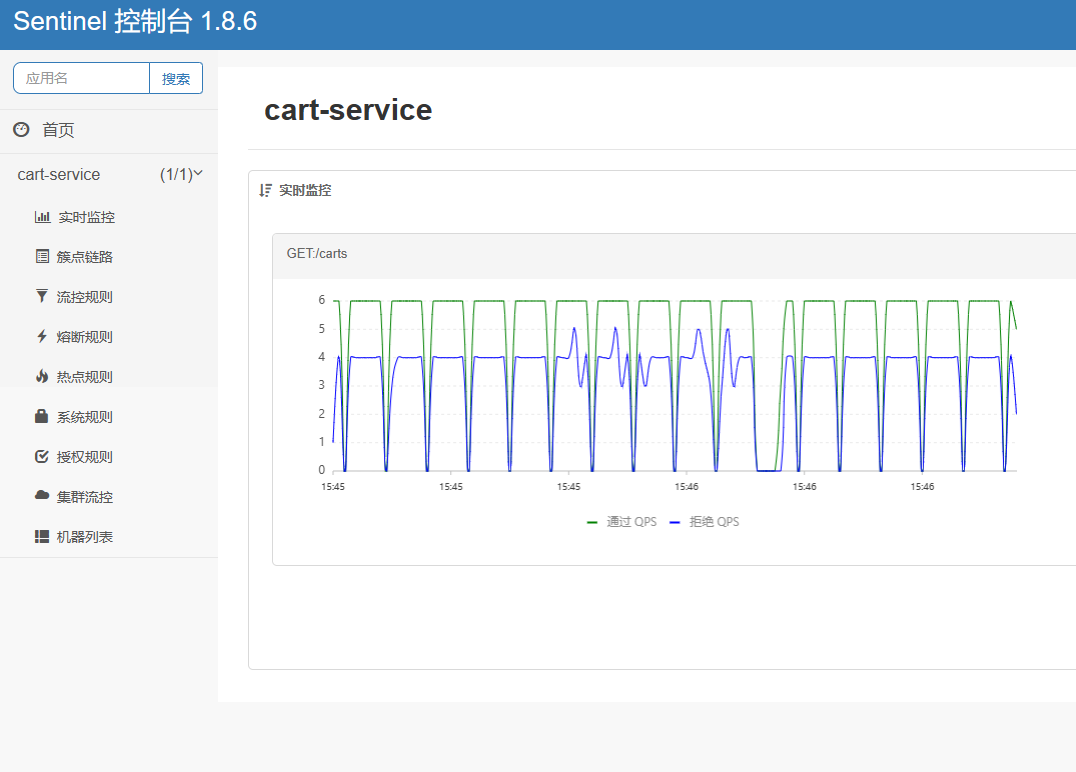 Sentinel 控制台 1.8.6
应用名 搜索
首页
cart-service (1/1)
实时监控
簇点链路
流控规则
熔断规则
热点规则
系统规则
授权规则
集群流控
机器列表
cart-service
实时监控
GET:/carts
6
5
4
3
2
1
0
15:45 15:45 15:45 15:46 15:46 15:46
通过 QPS 拒绝 QPS